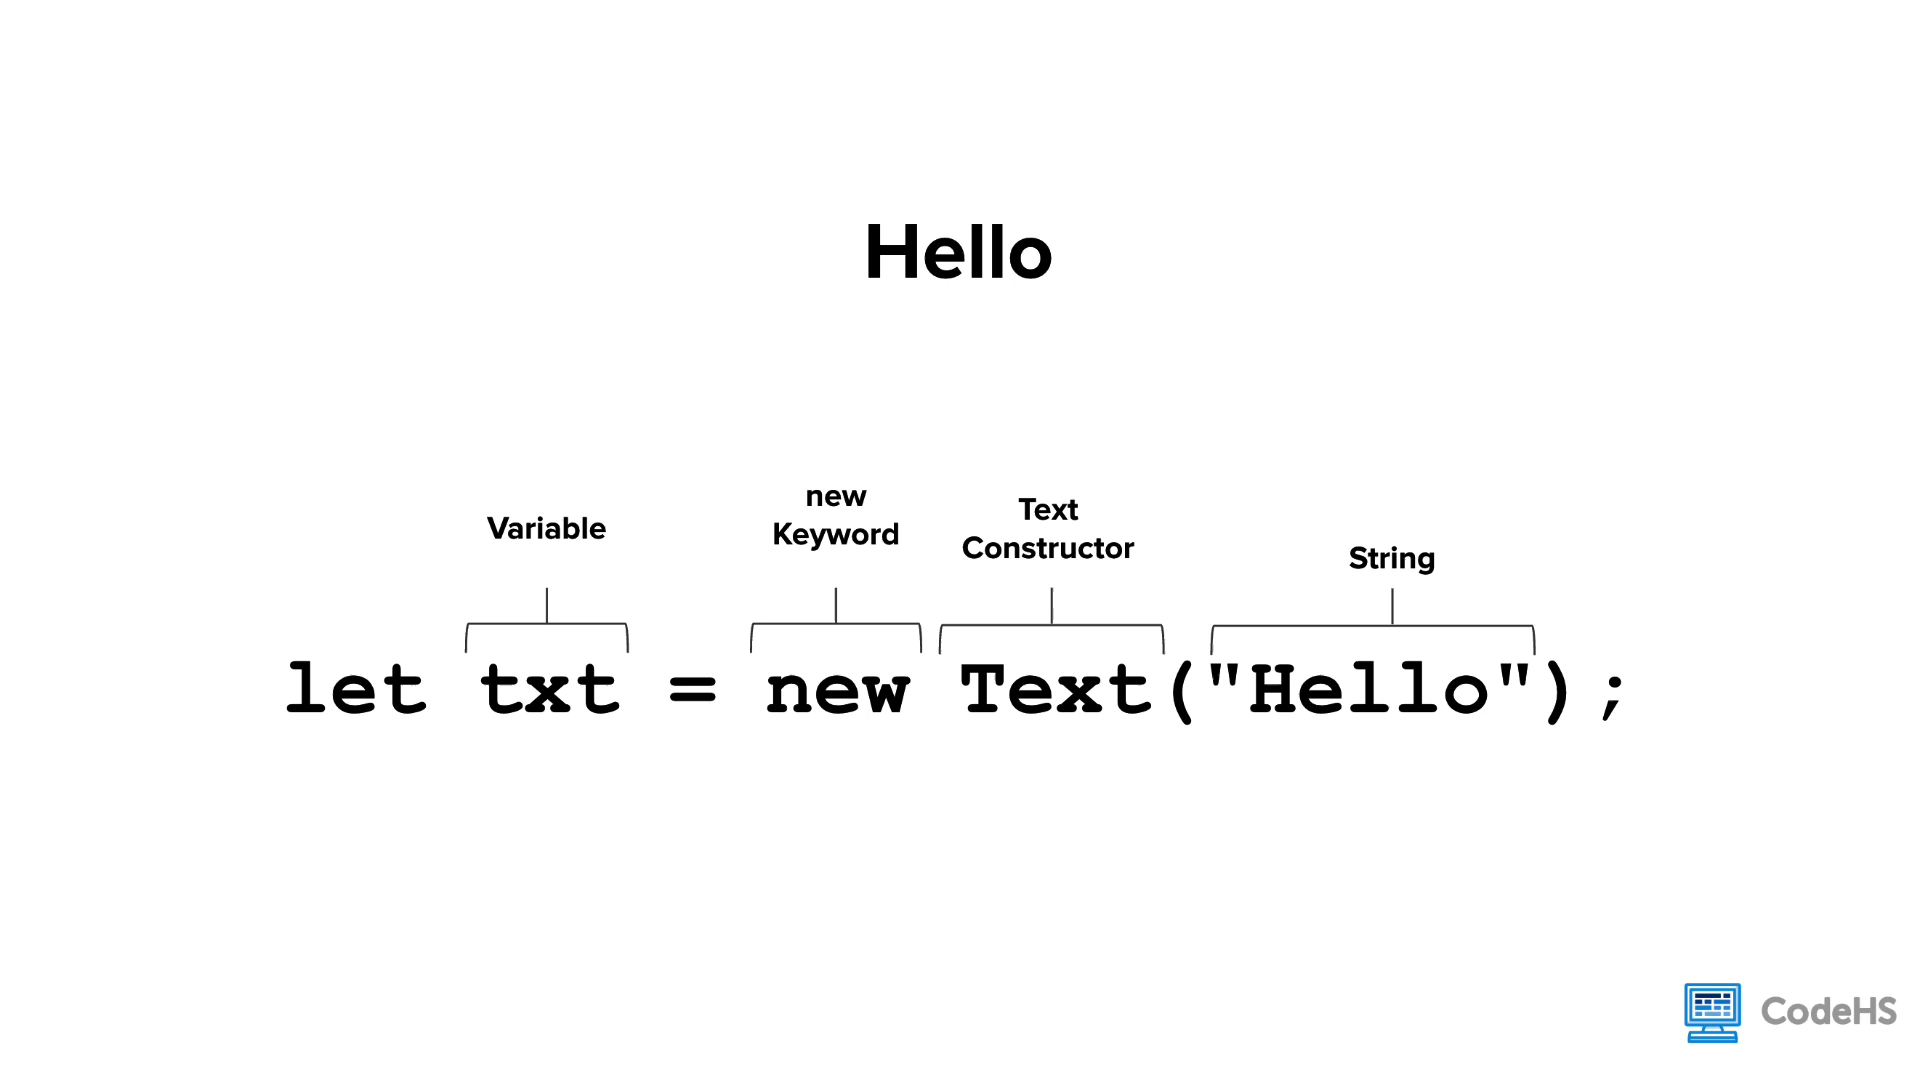 Hello
Variable
new
Keyword
Text
Constructor
String
let txt = new Text("Hello");
CodeHS